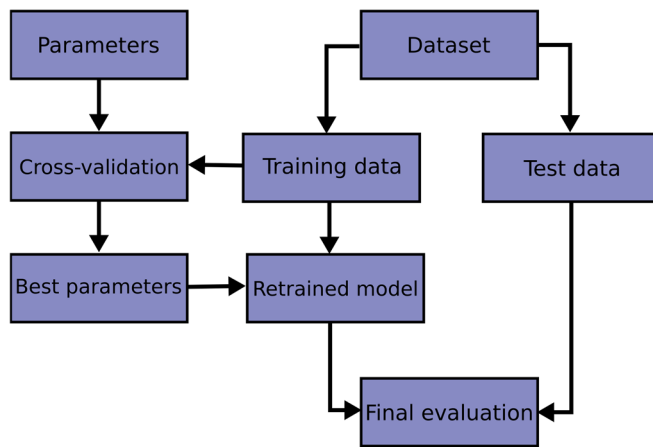 Parameters
Dataset
Cross-validation
Training data
Test data
Best parameters
Retrained model
Final evaluation